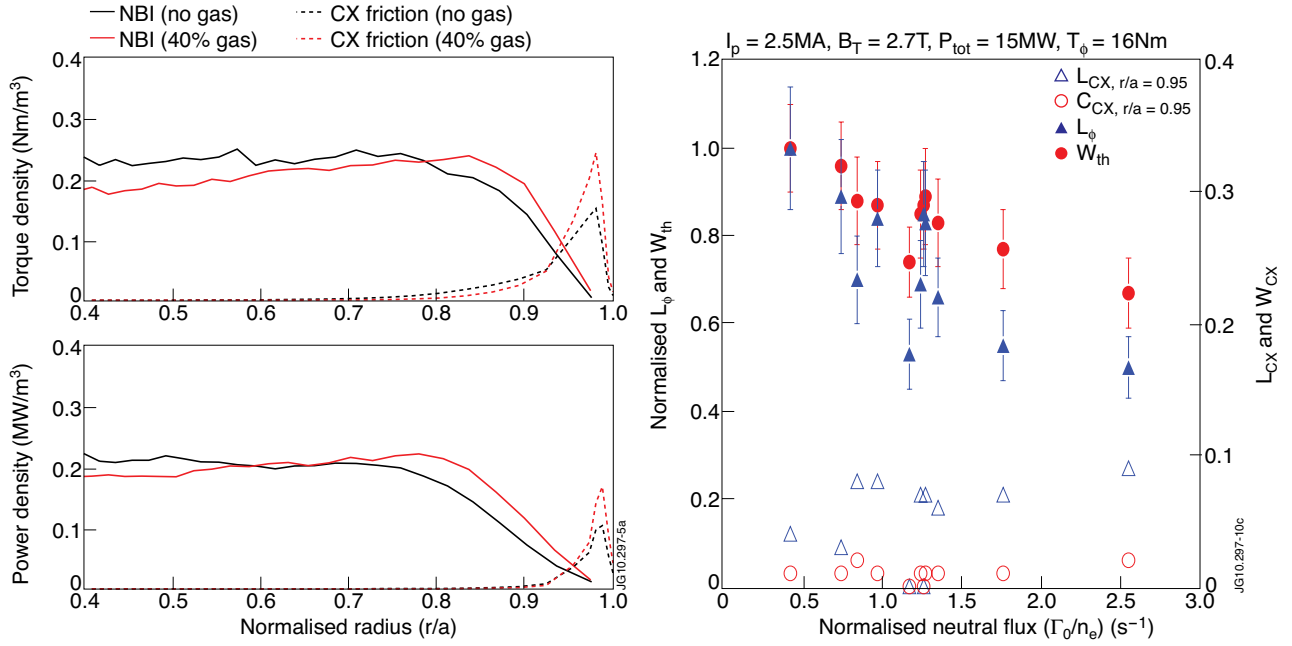 NBI (no gas)
CX friction (no gas)
NBI (40% gas)
CX friction (40% gas)
Torque density (Nm/m³)
0.4
0.3
0.2
0.1
0
0.4 0.5 0.6 0.7 0.8 0.9 1.0
Power density (MW/m³)
0.4
0.3
0.2
0.1
0
0.4 0.5 0.6 0.7 0.8 0.9 1.0
Normalised radius (r/a)
JG10.297-5a
Iₚ = 2.5MA, B_T = 2.7T, P_tot = 15MW, T_ϕ = 16Nm
L_CX, r/a = 0.95
C_CX, r/a = 0.95
L_ϕ
W_th
Normalised L_ϕ and W_th
1.2
1.0
0.8
0.6
0.4
0.2
0
0 0.5 1.0 1.5 2.0 2.5 3.0
Normalised neutral flux (Γ₀/nₑ) (s⁻¹)
0.4
0.3
0.2
0.1
0
L_CX and W_CX
JG10.297-10c